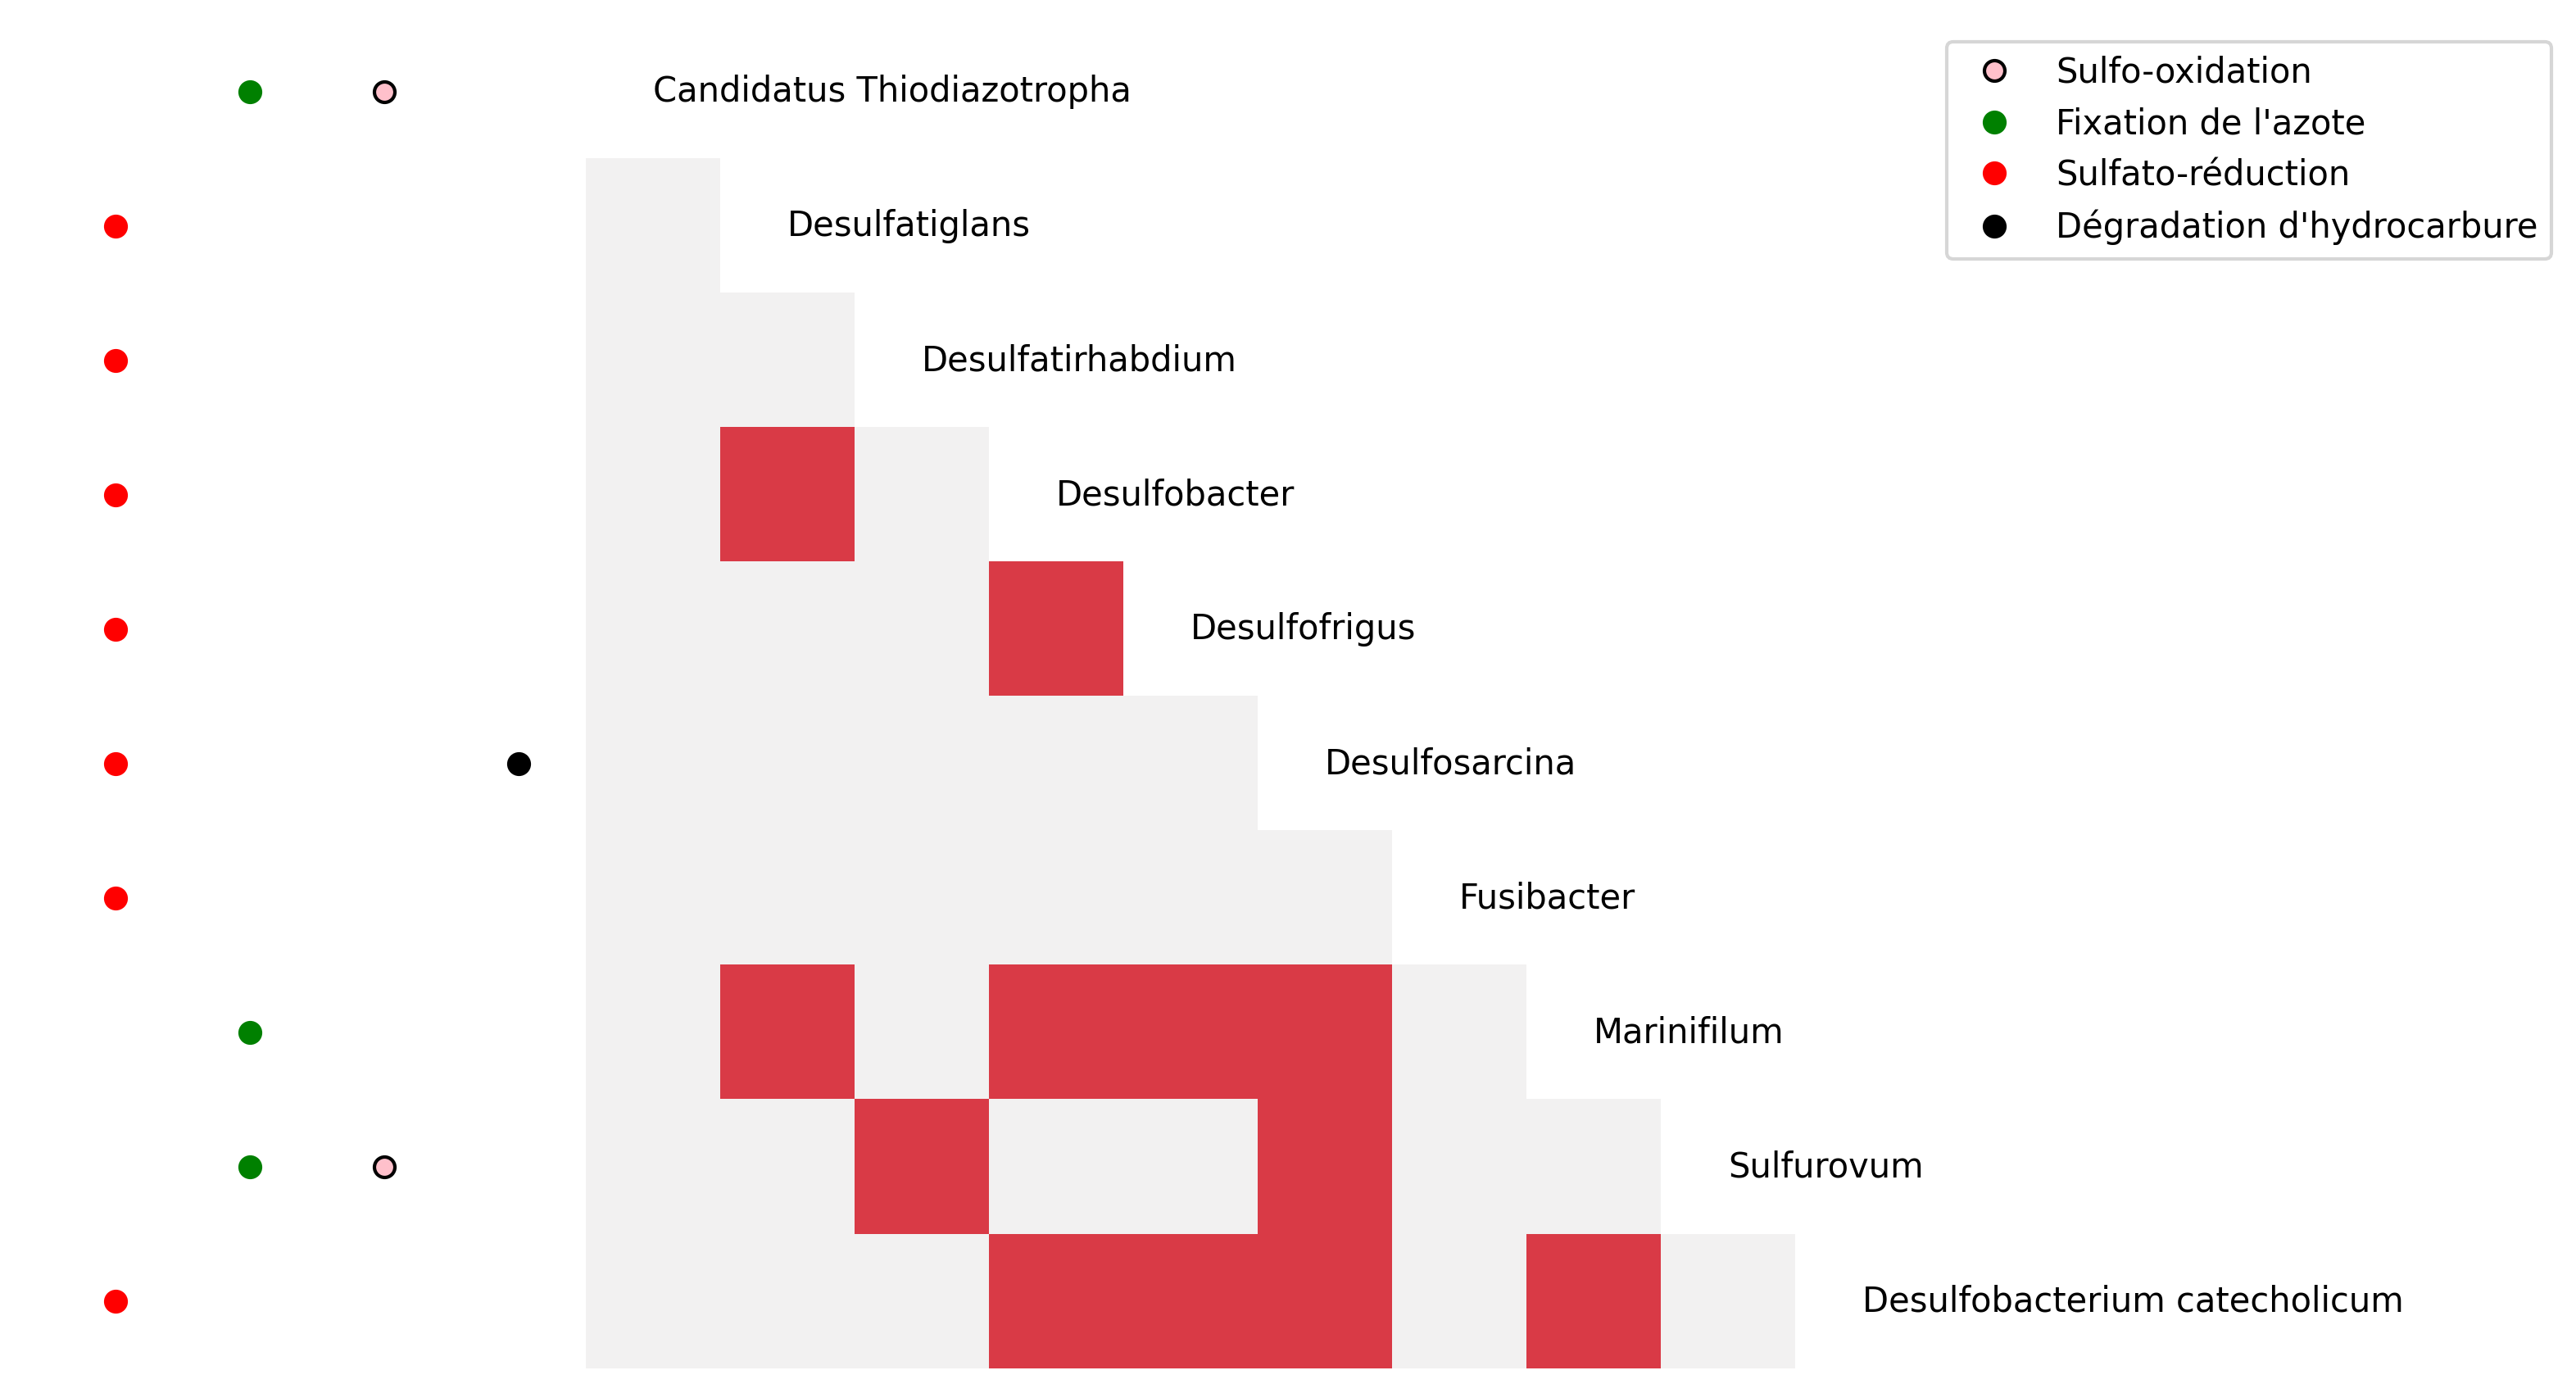 Candidatus Thiodiazotropha
Sulfo-oxidation
Fixation de l'azote
Sulfato-réduction
Dégradation d'hydrocarbure
Desulfatiglans
Desulfatirhabdium
Desulfobacter
Desulfofrigus
Desulfosarcina
Fusibacter
Marinifilum
Sulfurovum
Desulfobacterium catecholicum